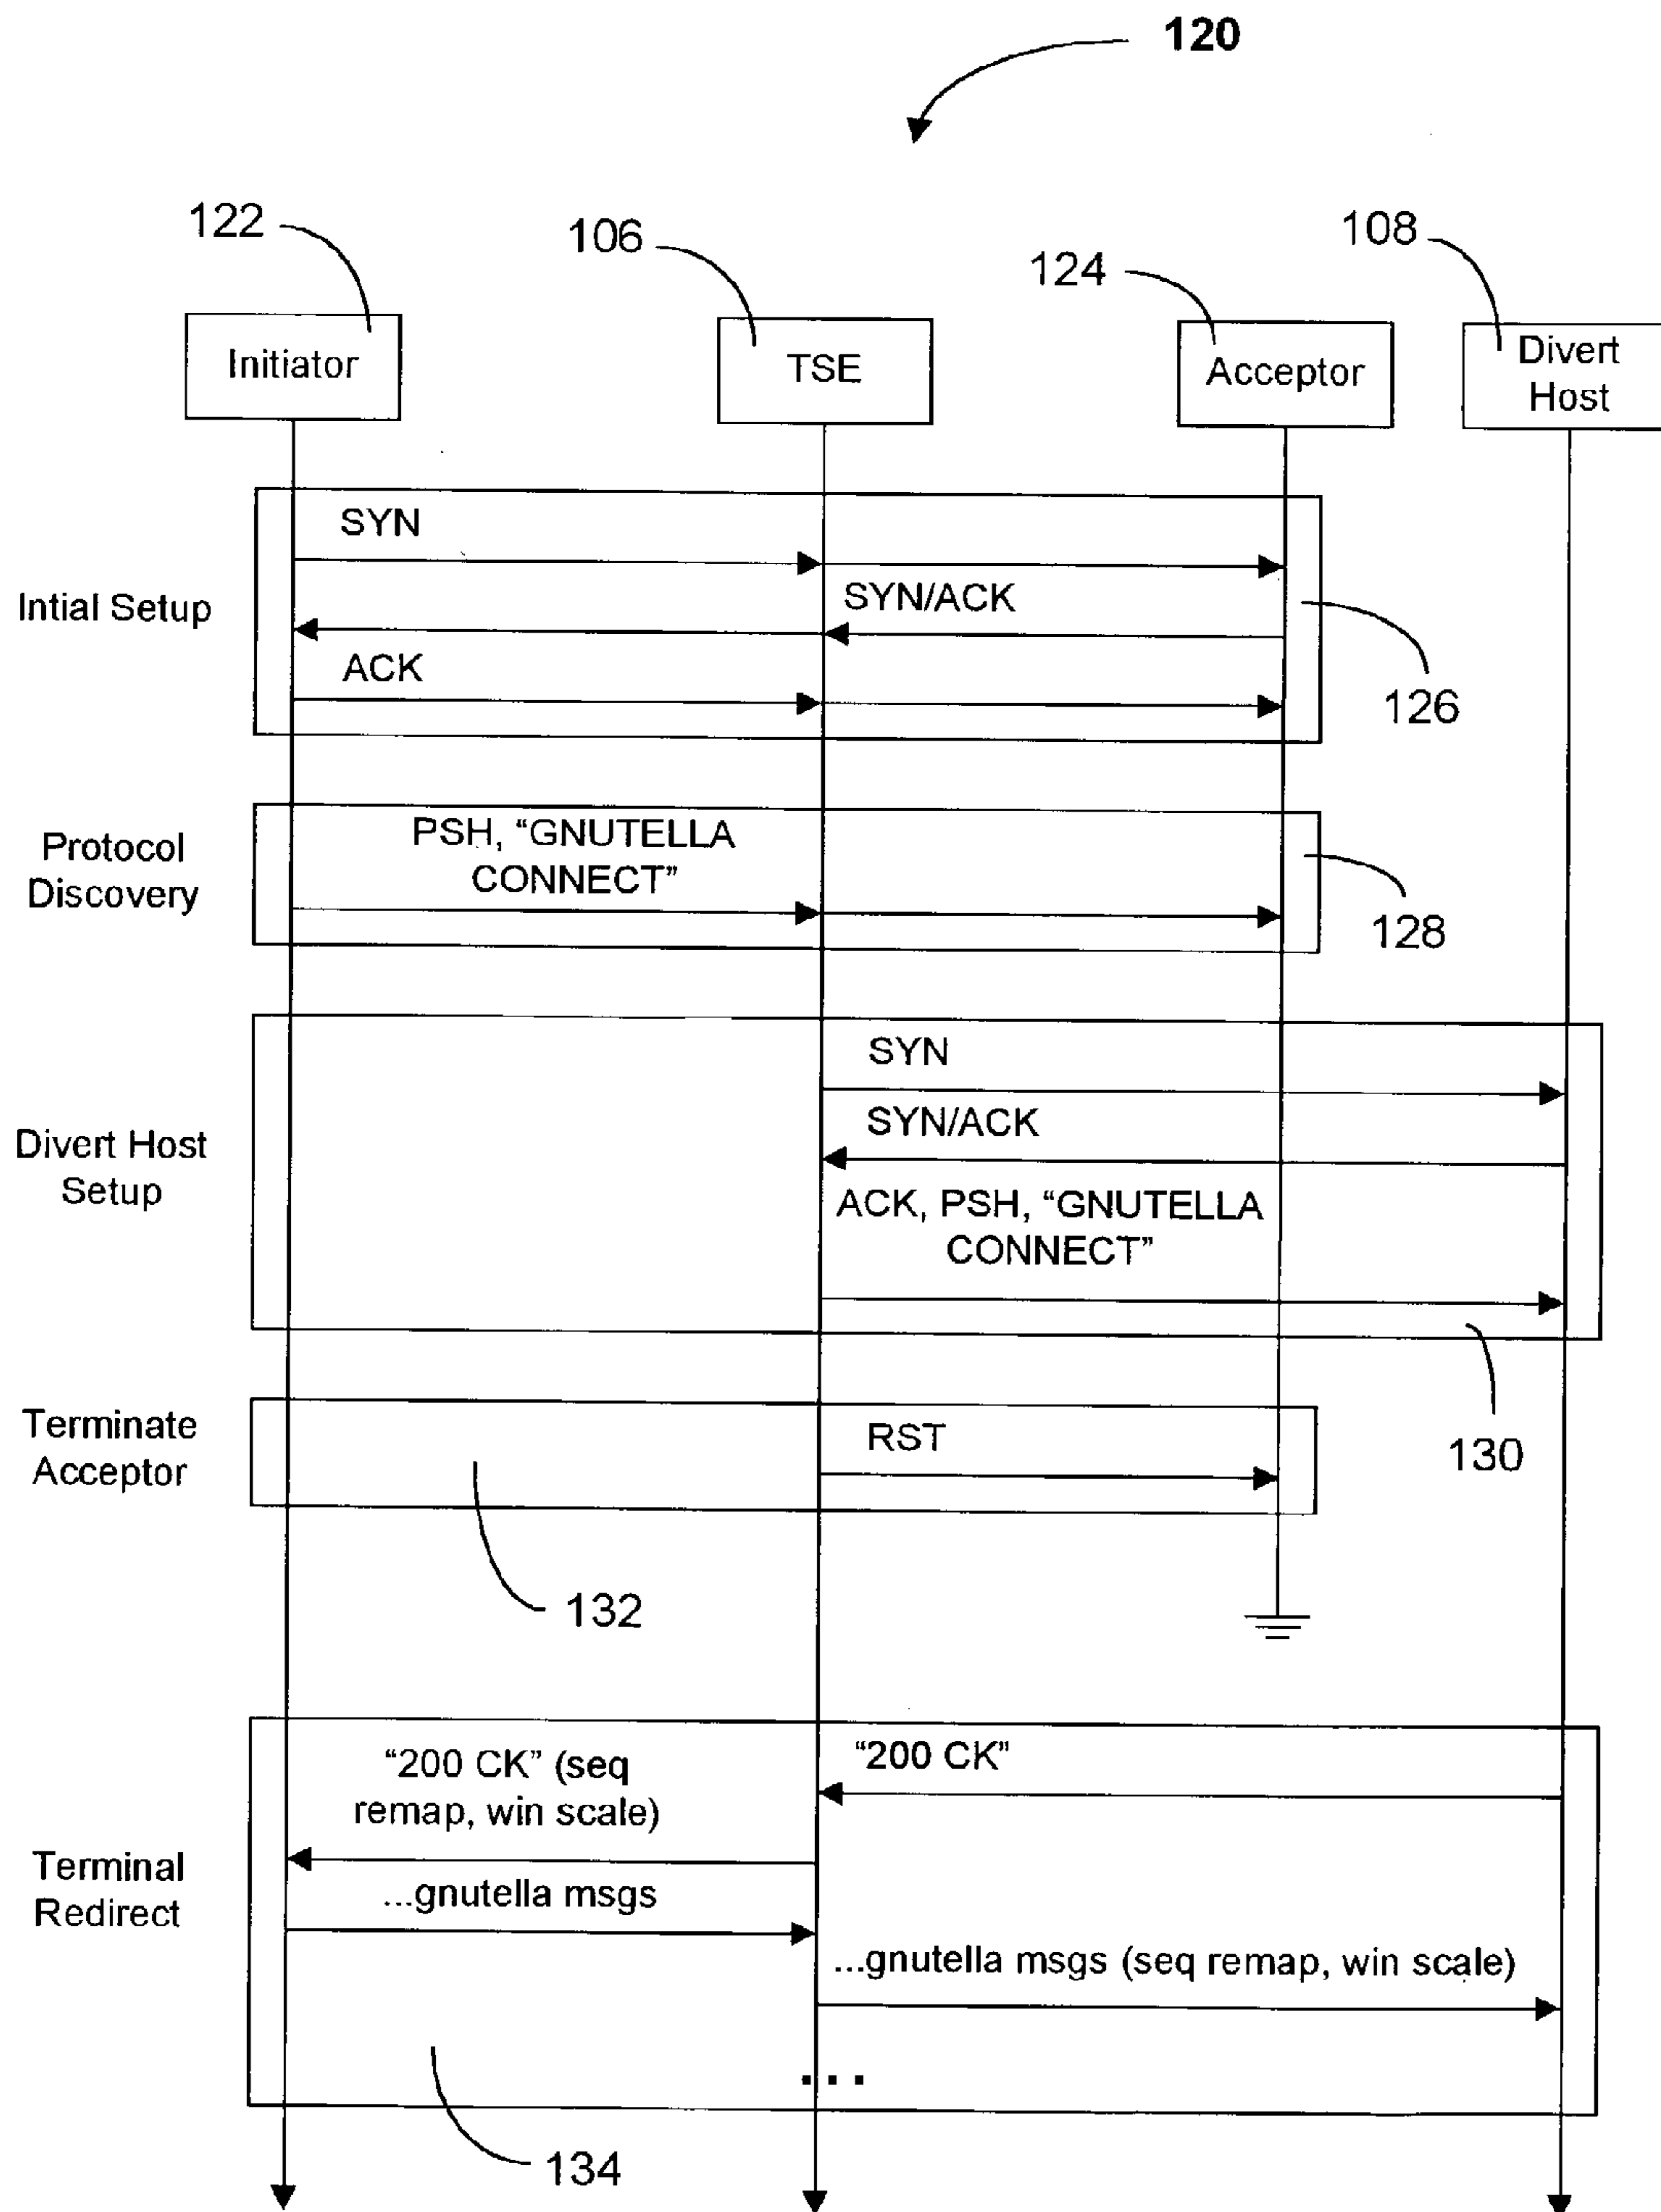 120
122
106
124
108
Initiator
TSE
Acceptor
Divert
Host
SYN
SYN/ACK
Intial Setup
ACK
126
Protocol
Discovery
PSH, “GNUTELLA
CONNECT”
128
SYN
SYN/ACK
Divert Host
Setup
ACK, PSH, “GNUTELLA
CONNECT”
130
Terminate
Acceptor
RST
132
“200 CK” (seq
remap, win scale)
“200 CK”
Terminal
Redirect
...gnutella msgs
...gnutella msgs (seq remap, win scale)
...
134